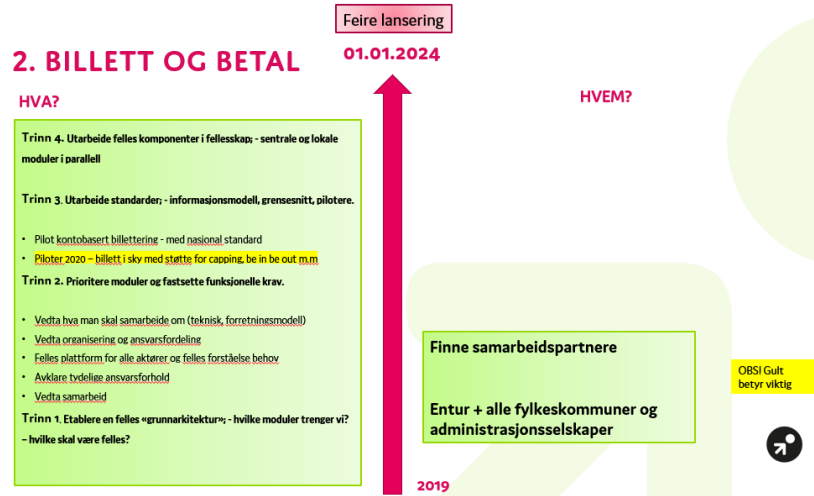 Feire lansering
01.01.2024
2. BILLETT OG BETAL
HVA?
HVEM?
Trinn 4. Utarbeide felles komponenter i fellesskap; - sentrale og lokale
moduler i parallell
Trinn 3. Utarbeide standarder; - informasjonsmodell, grensesnitt, pilotere.
• Pilot kontobasert billettering - med nasjonal standard
• Piloter 2020 – billett i sky med støtte for capping, be in be out m.m
Trinn 2. Prioritere moduler og fastsette funksjonelle krav.
• Vedta hva man skal samarbeide om (teknisk, forretningsmodell)
• Vedta organisering og ansvarsfordeling
• Felles plattform for alle aktører og felles forståelse behov
• Avklare tydelige ansvarsforhold
• Vedta samarbeid
Trinn 1. Etablere en felles «grunnarkitektur»; - hvilke moduler trenger vi?
– hvilke skal være felles?
Finne samarbeidspartnere
Entur + alle fylkeskommuner og
administrasjonsselskaper
OBS! Gult
betyr viktig
2019